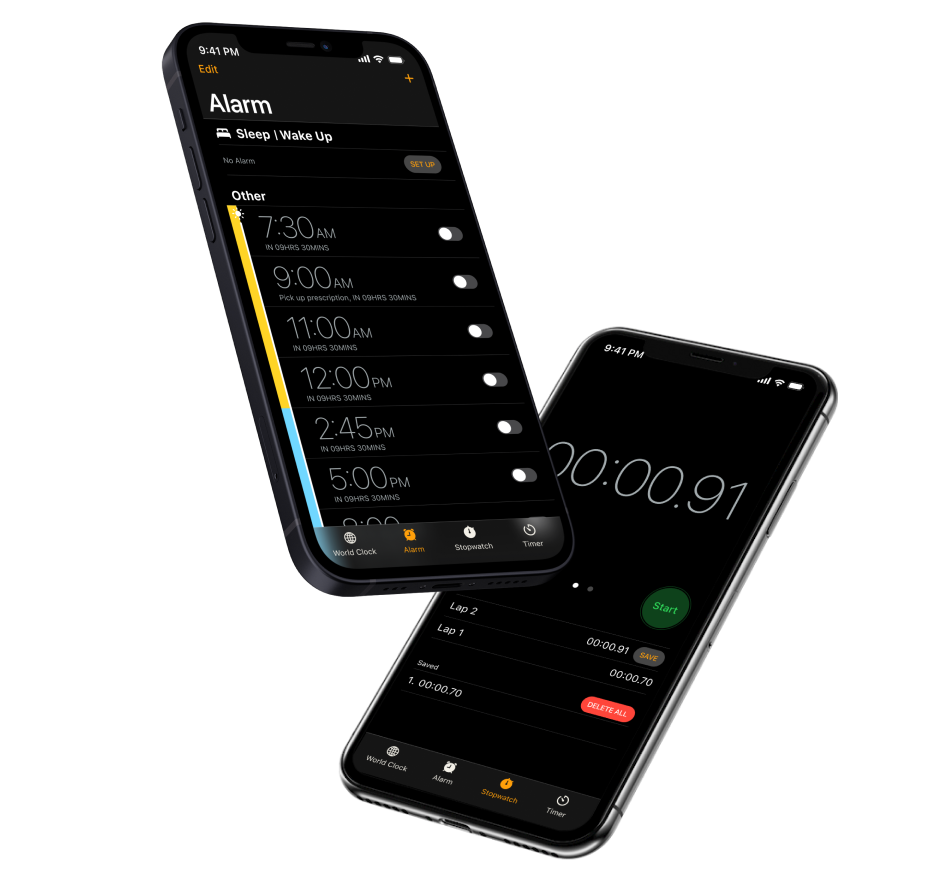 9:41 PM
Edit
+
Alarm
Sleep | Wake Up
No Alarm
SET UP
Other
7:30AM
IN 09HRS 30MINS
9:00AM
Pick up prescription, IN 09HRS 30MINS
11:00AM
IN 09HRS 30MINS
12:00PM
IN 09HRS 30MINS
2:45PM
IN 09HRS 30MINS
5:00PM
IN 09HRS 30MINS
World Clock
Alarm
Stopwatch
Timer
9:41 PM
00:00.91
Start
Lap 2
00:00.91
SAVE
Lap 1
00:00.70
Saved
1. 00:00.70
DELETE ALL
World Clock
Alarm
Stopwatch
Timer